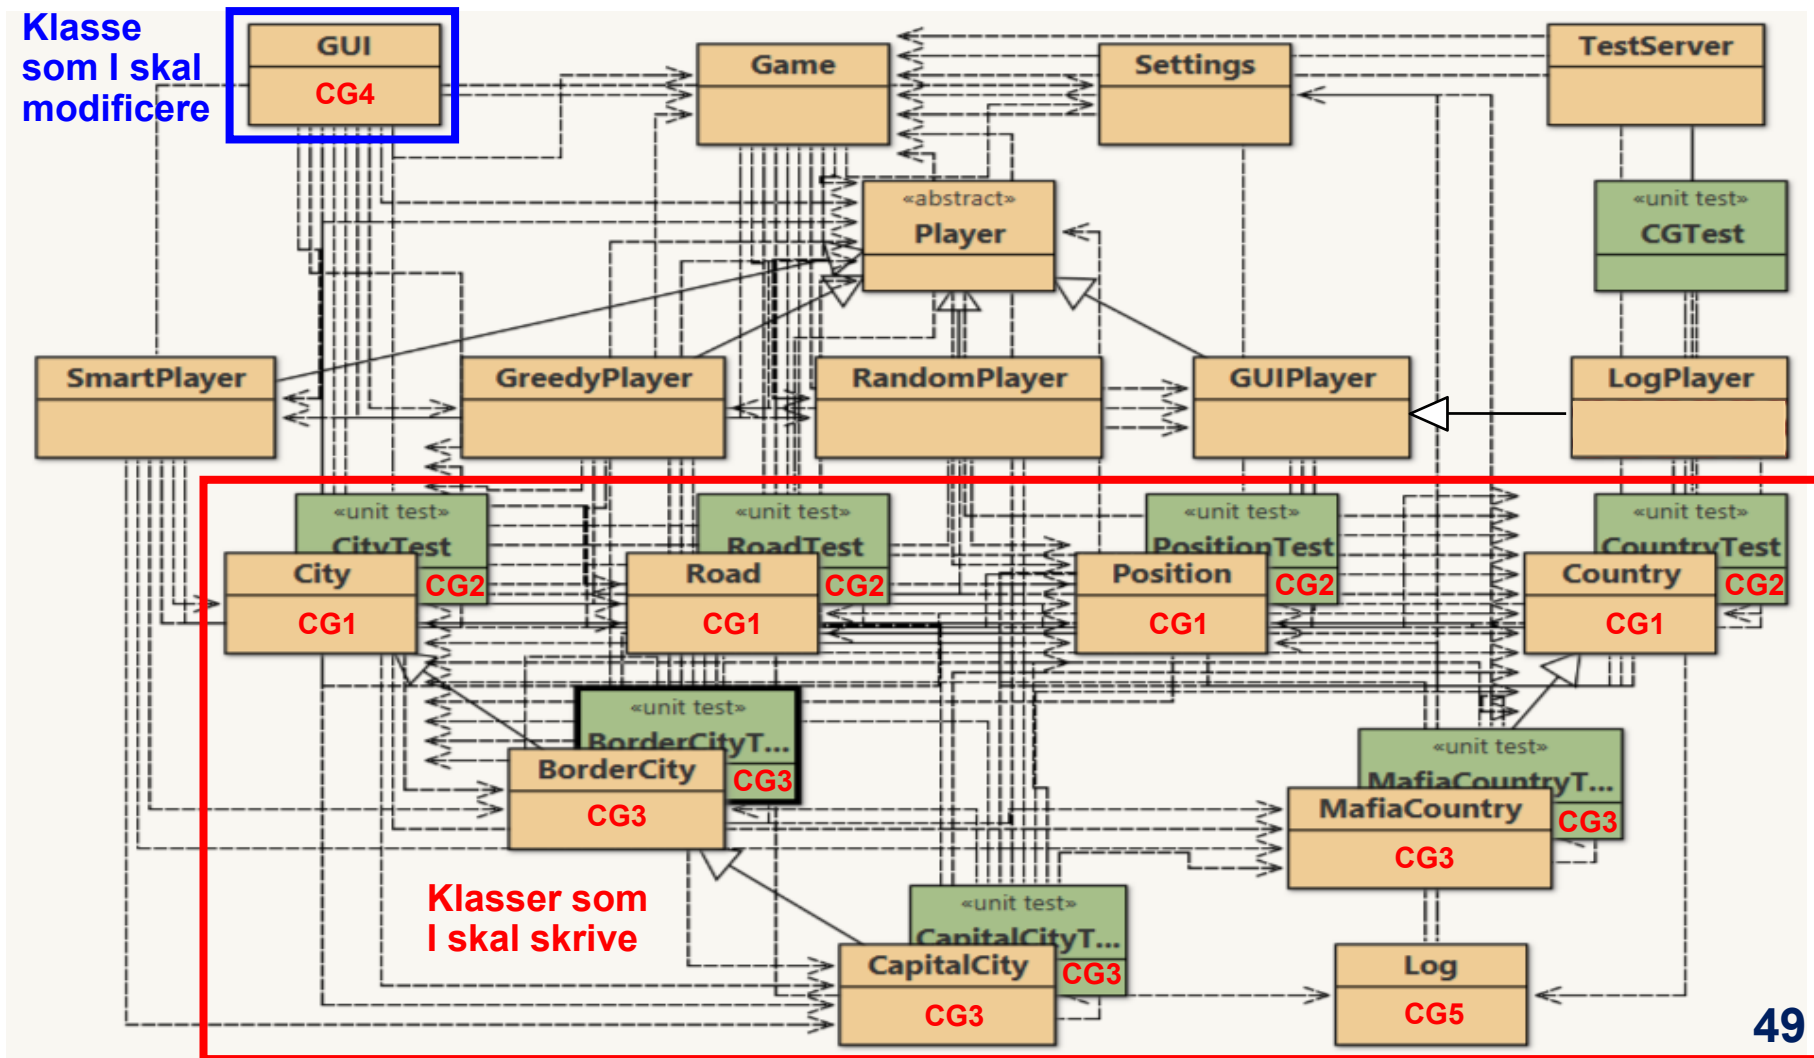 Klasse
som I skal
modificere
GUI
CG4
Game
Settings
TestServer
«abstract»
Player
«unit test»
CGTest
SmartPlayer
GreedyPlayer
RandomPlayer
GUIPlayer
LogPlayer
«unit test»
CityTest
CG2
City
CG1
«unit test»
RoadTest
CG2
Road
CG1
«unit test»
PositionTest
CG2
Position
CG1
«unit test»
CountryTest
CG2
Country
CG1
«unit test»
BorderCityT...
CG3
BorderCity
CG3
«unit test»
MafiaCountryT...
CG3
MafiaCountry
CG3
Klasser som
I skal skrive
«unit test»
CapitalCityT...
CG3
CapitalCity
CG3
Log
CG5
49